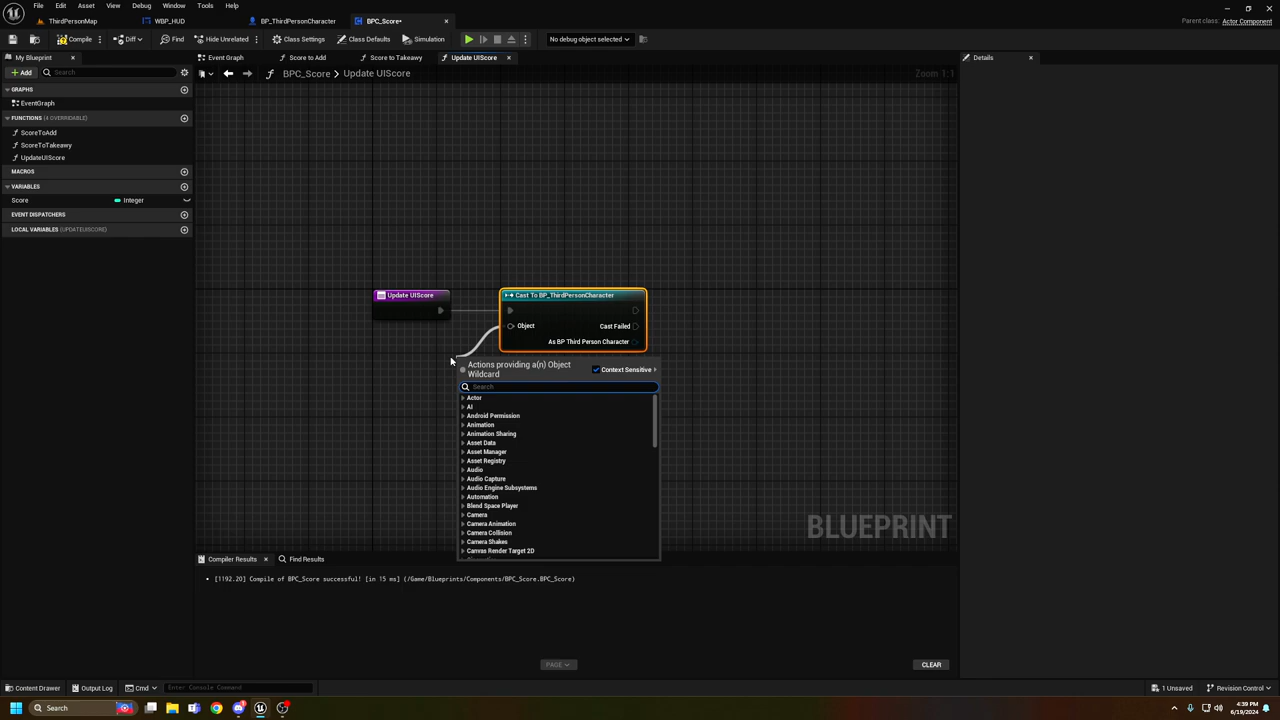 File Edit Asset View Debug Window Tools Help
ThirdPersonMap WBP_HUD BP_ThirdPersonCharacter BPC_Score• × Parent class: Actor Component
Compile Diff Find Hide Unrelated Class Settings Class Defaults Simulation No debug object selected
My Blueprint × Event Graph Score to Add Score to Takeawy Update UIScore × Details ×
+ Add Search BPC_Score > Update UIScore Zoom 1:1
GRAPHS
EventGraph
FUNCTIONS (4 OVERRIDABLE)
ScoreToAdd
ScoreToTakeawy
UpdateUIScore
MACROS
VARIABLES
Score Integer
EVENT DISPATCHERS
LOCAL VARIABLES (UPDATEUISCORE)
Update UIScore
Cast To BP_ThirdPersonCharacter
Object Cast Failed
As BP Third Person Character
Actions providing a(n) Object Wildcard
Context Sensitive
Search
Actor
AI
Android Permission
Animation
Animation Sharing
Asset Data
Asset Manager
Asset Registry
Audio
Audio Capture
Audio Engine Subsystems
Automation
Blend Space Player
Camera
Camera Animation
Camera Collision
Camera Shakes
Canvas Render Target 2D
BLUEPRINT
Compiler Results × Find Results
• [1192.20] Compile of BPC_Score successful! [in 15 ms] (/Game/Blueprints/Components/BPC_Score.BPC_Score)
PAGE CLEAR
Content Drawer Output Log Cmd Enter Console Command 1 Unsaved Revision Control
Search 4:39 PM
6/19/2024